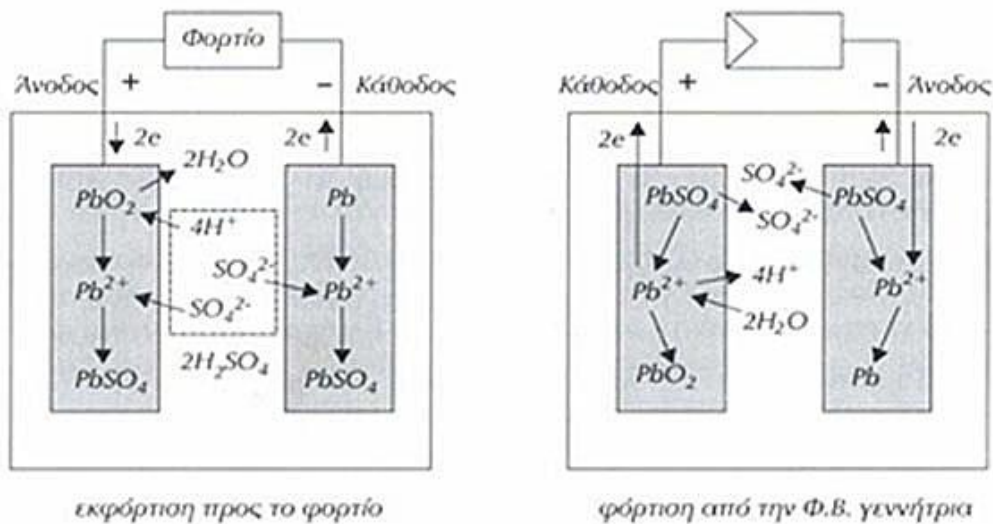 Φορτίο
Άνοδος + − Κάθοδος
2e 2e
2H₂O
PbO₂ Pb
4H⁺
SO₄²⁻
Pb²⁺ Pb²⁺
SO₄²⁻
2H₂SO₄
PbSO₄ PbSO₄
εκφόρτιση προς το φορτίο
Κάθοδος + − Άνοδος
2e 2e
SO₄²⁻
PbSO₄ PbSO₄
SO₄²⁻
4H⁺
Pb²⁺ Pb²⁺
2H₂O
PbO₂ Pb
φόρτιση από την Φ.Β. γεννήτρια